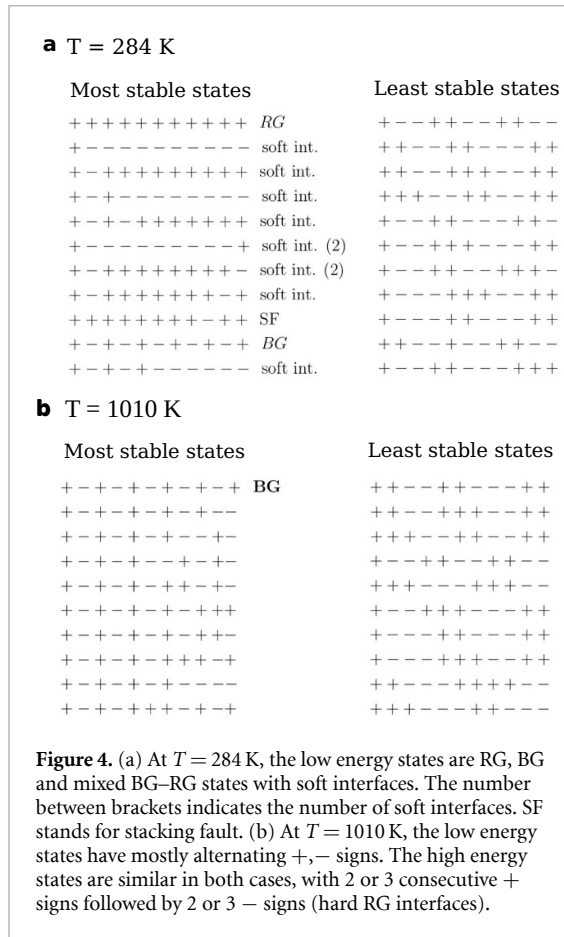 a T = 284 K
Most stable states
+ + + + + + + + + + + RG
+ − − − − − − − − − − soft int.
+ − + + + + + + + + + soft int.
+ − + − − − − − − − − soft int.
+ − + − + + + + + + + soft int.
+ − − − − − − − − − + soft int. (2)
+ − + + + + + + + + − soft int. (2)
+ − + + + + + + + − + soft int.
+ + + + + + + + − + + SF
+ − + − + − + − + − + BG
+ − + − + − − − − − − soft int.
Least stable states
+ − − + + − − + + − −
+ + − − + + − − − + +
+ − − + + + − − − + +
+ + + − − + + − − + +
+ − − − + + − − + + −
+ − − + + + − − − + +
+ − − + + − − + + + −
+ − − − + + + − − + +
+ − − + + − − − − + +
+ + − − − + + − − + + − −
+ − − + + − − − + + +
b T = 1010 K
Most stable states
+ − + − + − + − + − + BG
+ − + − + − + − + − −
+ − + − + − + − − + −
+ − + − + − − + − + −
+ − + − + − + + − + −
+ − + − + − + − + + +
+ − + − + − + − + + −
+ − + − + − + + + − +
+ − + − + − + − − − −
+ − + − + + + − + − +
Least stable states
+ + − − + + − − − + +
+ + − − − + + − − + +
+ + + − − + + − − + +
+ − − + + − − + + − −
+ + + − − − + + + − −
+ − − + + + − − − + +
+ − − − + + − − − + +
+ − − − + + + − − + +
+ + − − − + + + + − −
+ + + − − − + + + − −
Figure 4. (a) At T = 284 K, the low energy states are RG, BG
and mixed BG–RG states with soft interfaces. The number
between brackets indicates the number of soft interfaces. SF
stands for stacking fault. (b) At T = 1010 K, the low energy
states have mostly alternating +,− signs. The high energy
states are similar in both cases, with 2 or 3 consecutive +
signs followed by 2 or 3 − signs (hard RG interfaces).